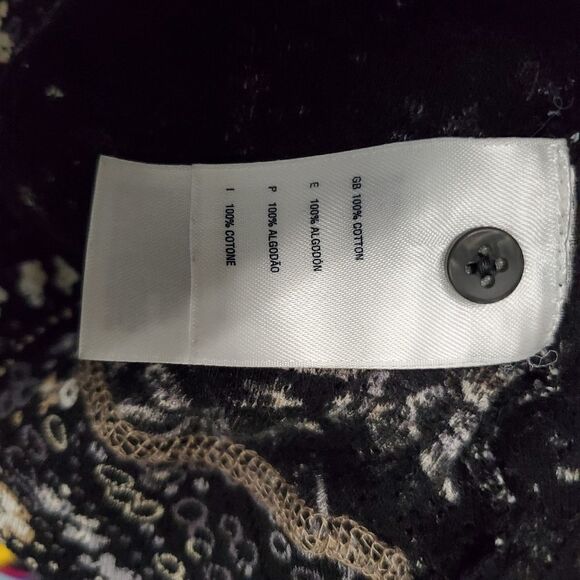 GB 100% COTTON
E 100% ALGODÓN
P 100% ALGODÃO
I 100% COTONE